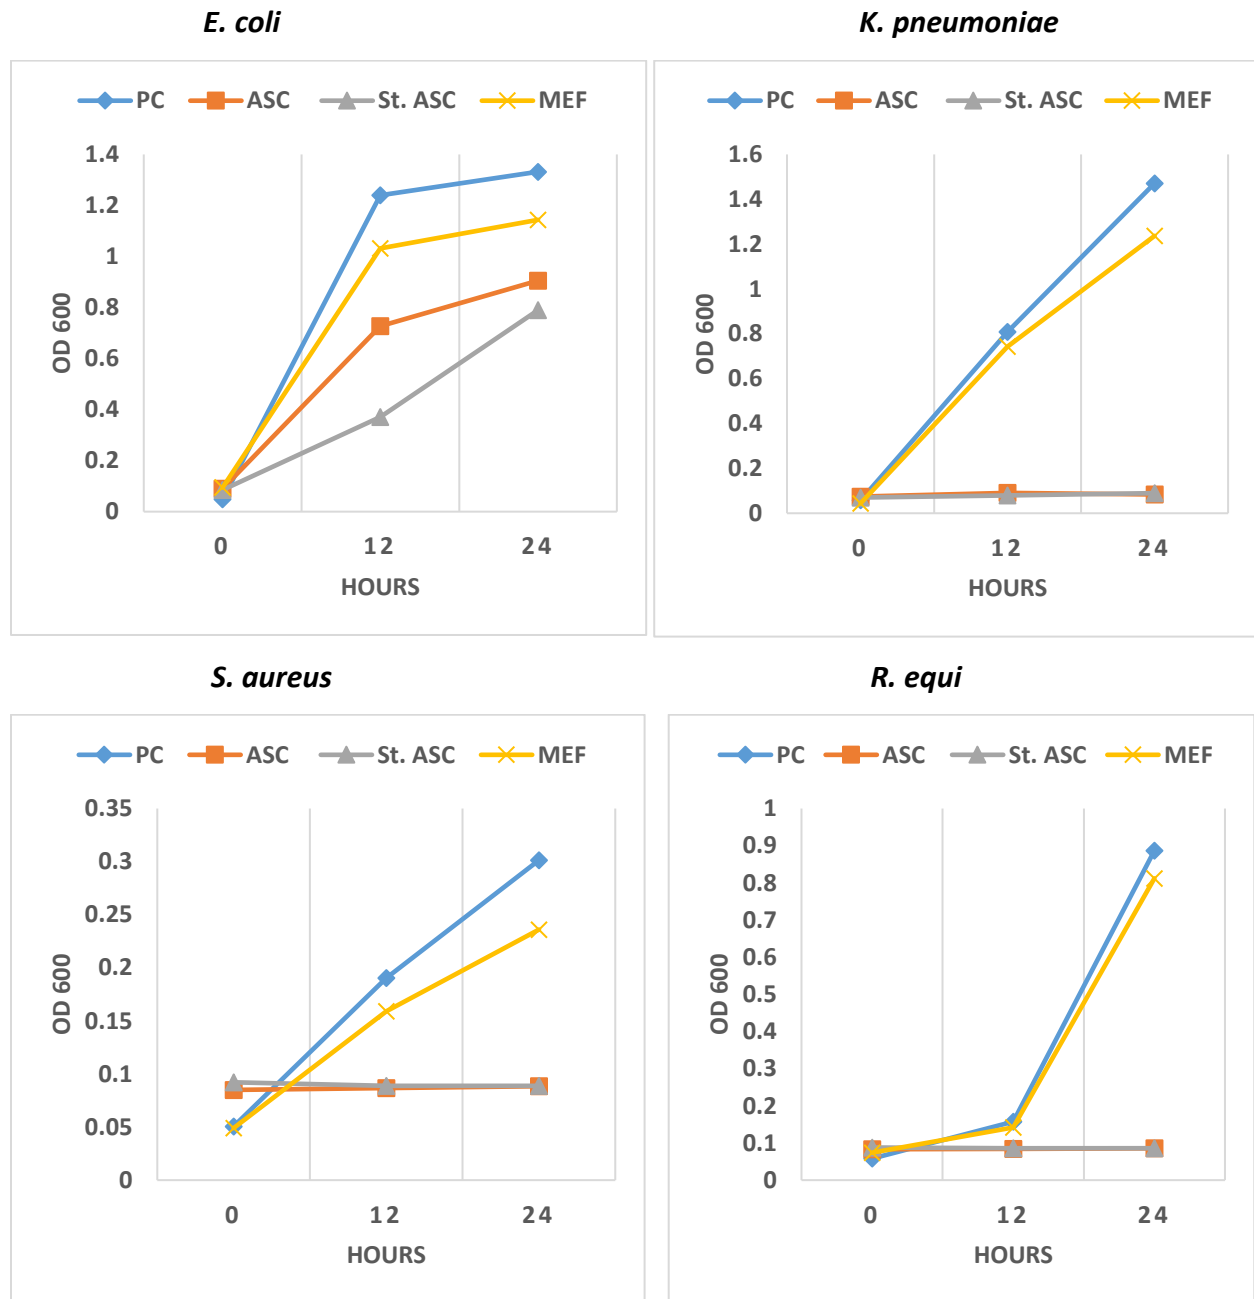 E. coli
PC ASC St. ASC MEF
1.4
1.2
1
0.8
0.6
0.4
0.2
0
OD 600
0 12 24
HOURS
K. pneumoniae
PC ASC St. ASC MEF
1.6
1.4
1.2
1
0.8
0.6
0.4
0.2
0
OD 600
0 12 24
HOURS
S. aureus
PC ASC St. ASC MEF
0.35
0.3
0.25
0.2
0.15
0.1
0.05
0
OD 600
0 12 24
HOURS
R. equi
PC ASC St. ASC MEF
1
0.9
0.8
0.7
0.6
0.5
0.4
0.3
0.2
0.1
0
OD 600
0 12 24
HOURS